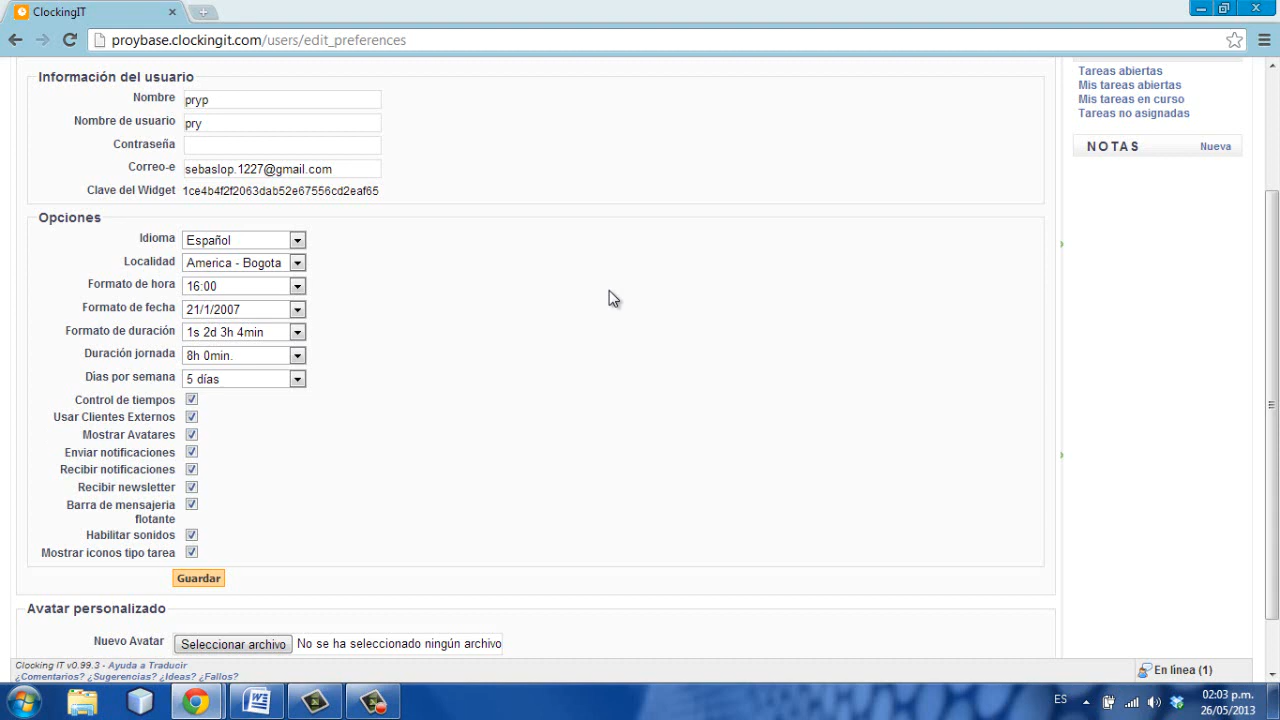 ClockingIT
proybase.clockingit.com/users/edit_preferences
Información del usuario
Nombre pryp
Nombre de usuario pry
Contraseña
Correo-e sebaslop.1227@gmail.com
Clave del Widget 1ce4b4f2f2063dab52e67556cd2eaf65
Opciones
Idioma Español
Localidad America - Bogota
Formato de hora 16:00
Formato de fecha 21/1/2007
Formato de duración 1s 2d 3h 4min
Duración jornada 8h 0min.
Dias por semana 5 días
Control de tiempos
Usar Clientes Externos
Mostrar Avatares
Enviar notificaciones
Recibir notificaciones
Recibir newsletter
Barra de mensajeria
flotante
Habilitar sonidos
Mostrar iconos tipo tarea
Guardar
Avatar personalizado
Nuevo Avatar Seleccionar archivo No se ha seleccionado ningún archivo
Tareas abiertas
Mis tareas abiertas
Mis tareas en curso
Tareas no asignadas
NOTAS Nueva
Clocking IT v0.99.3 - Ayuda a Traducir
¿Comentarios? ¿Sugerencias? ¿Ideas? ¿Fallos?
En línea (1)
ES
02:03 p.m.
26/05/2013